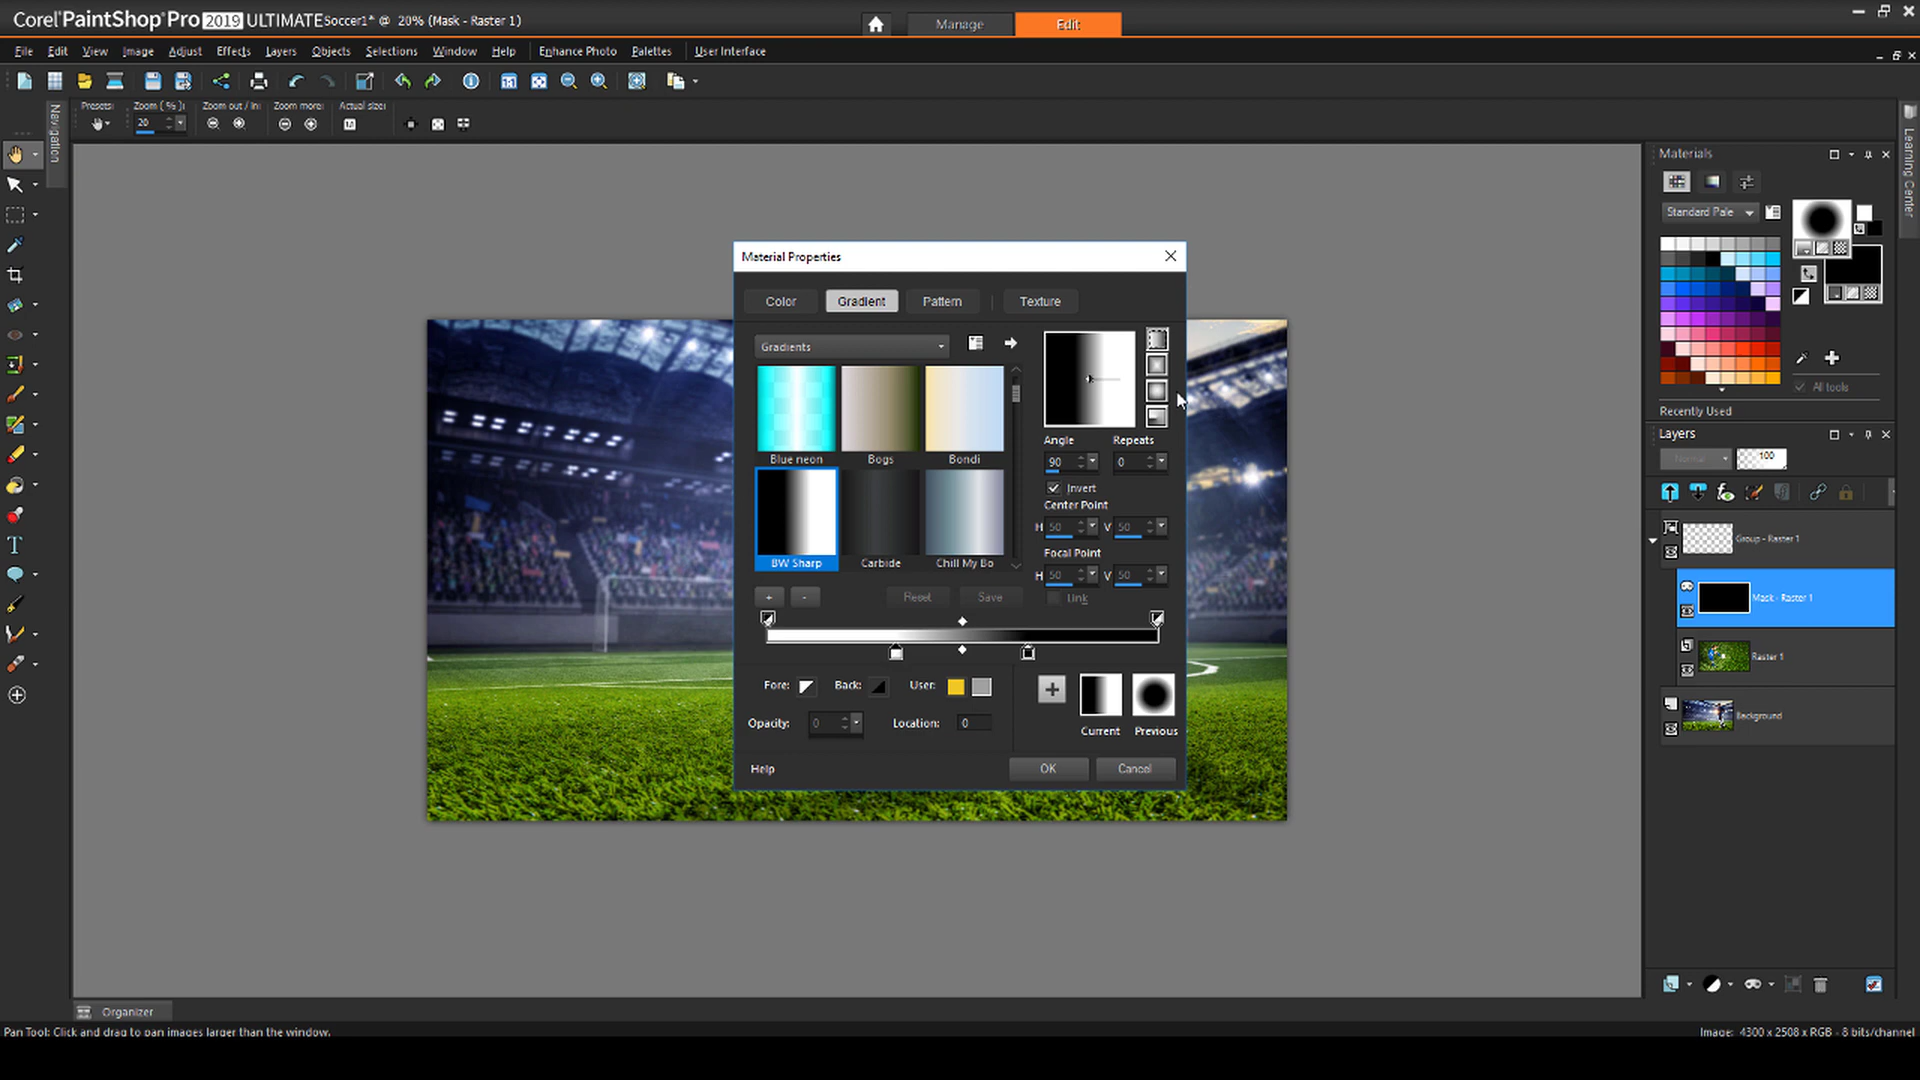 Corel PaintShop Pro 2019 ULTIMATE Soccer1* @ 20% (Mask - Raster 1)
Manage
Edit
File Edit View Image Adjust Effects Layers Objects Selections Window Help Enhance Photo Palettes User Interface
Presets: Zoom (%): Zoom out / in: Zoom more: Actual size:
20
Navigation
Learning Center
Materials
Standard Pale
All tools
Recently Used
Layers
Normal
100
Group - Raster 1
Mask - Raster 1
Raster 1
Background
Material Properties
Color Gradient Pattern Texture
Gradients
Blue neon Bogs Bondi
BW Sharp Carbide Chill My Bo
Angle Repeats
90 0
Invert
Center Point
H 50 V 50
Focal Point
H 50 V 50
Link
+ - Reset Save
Fore: Back: User:
Opacity: 0 Location: 0
Current Previous
Help OK Cancel
Organizer
Pan Tool: Click and drag to pan images larger than the window.
Image: 4300 x 2508 x RGB - 8 bits/channel